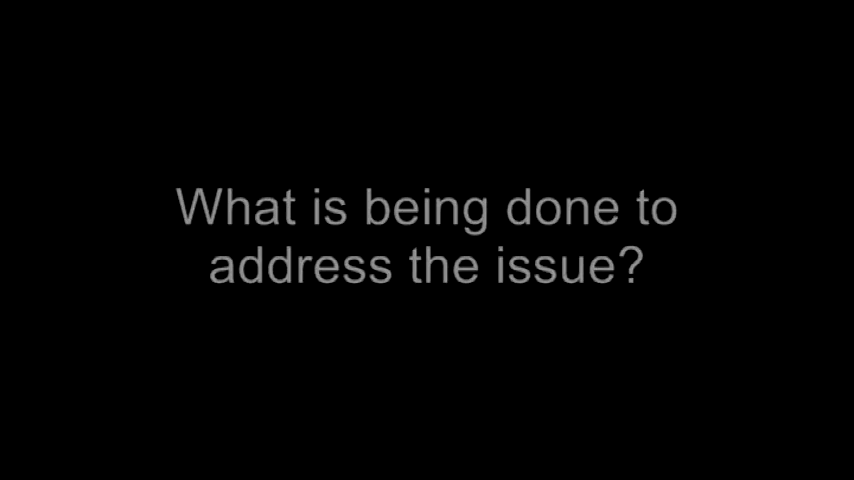 What is being done to
address the issue?